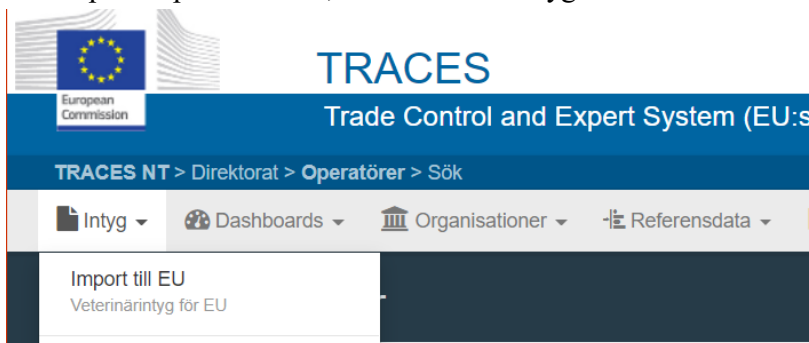 TRACES
European
Commission
Trade Control and Expert System (EU:s
TRACES NT > Direktorat > Operatörer > Sök
Intyg Dashboards Organisationer Referensdata
Import till EU
Veterinärintyg för EU